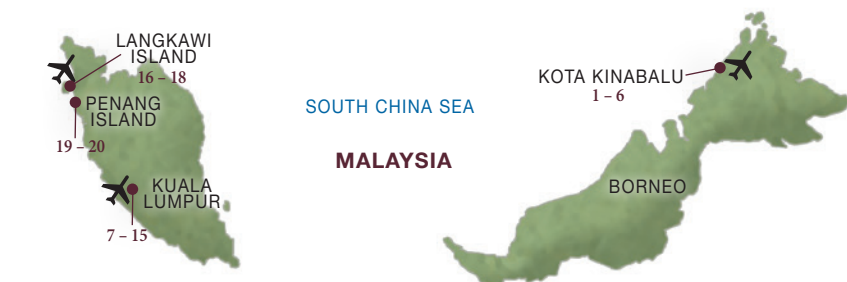 LANGKAWI
ISLAND
16 – 18
PENANG
ISLAND
19 – 20
KUALA
LUMPUR
7 – 15
SOUTH CHINA SEA
MALAYSIA
KOTA KINABALU
1 – 6
BORNEO